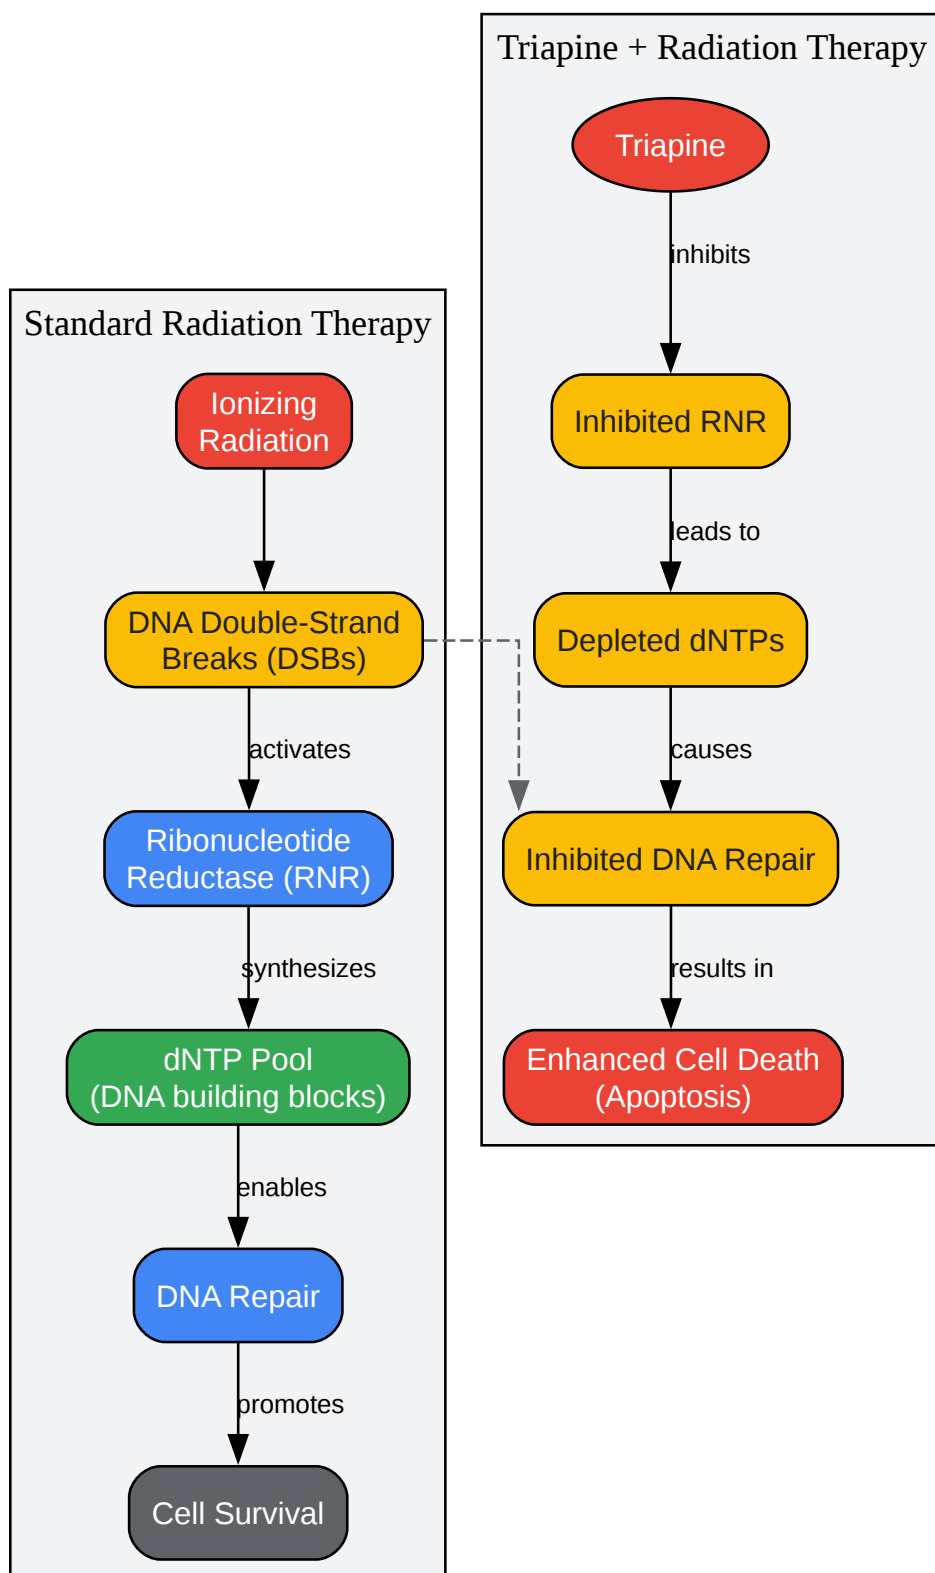 Standard Radiation Therapy
Ionizing
Radiation
DNA Double-Strand
Breaks (DSBs)
activates
Ribonucleotide
Reductase (RNR)
synthesizes
dNTP Pool
(DNA building blocks)
enables
DNA Repair
promotes
Cell Survival
Triapine + Radiation Therapy
Triapine
inhibits
Inhibited RNR
leads to
Depleted dNTPs
causes
Inhibited DNA Repair
results in
Enhanced Cell Death
(Apoptosis)